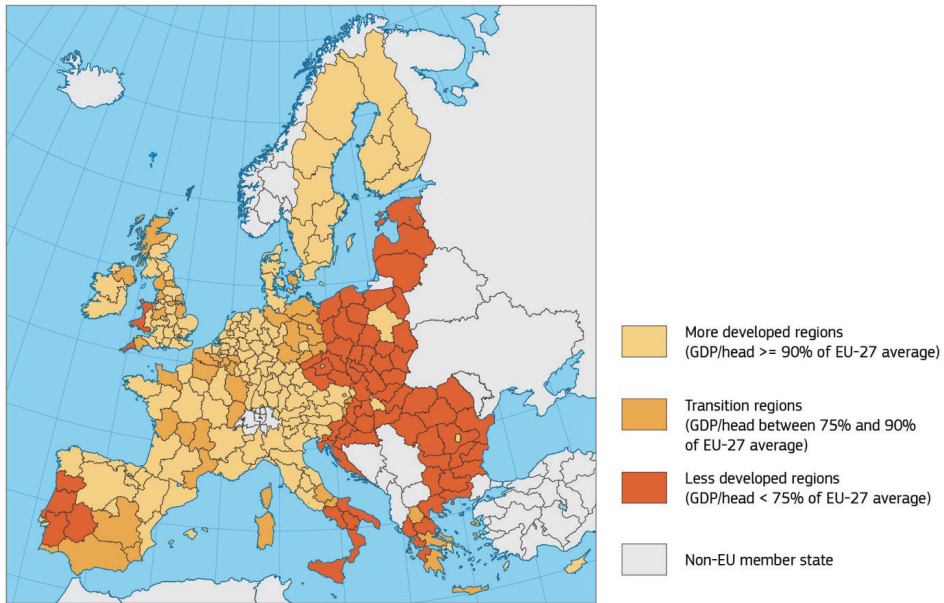 More developed regions
(GDP/head >= 90% of EU-27 average)
Transition regions
(GDP/head between 75% and 90%
of EU-27 average)
Less developed regions
(GDP/head < 75% of EU-27 average)
Non-EU member state